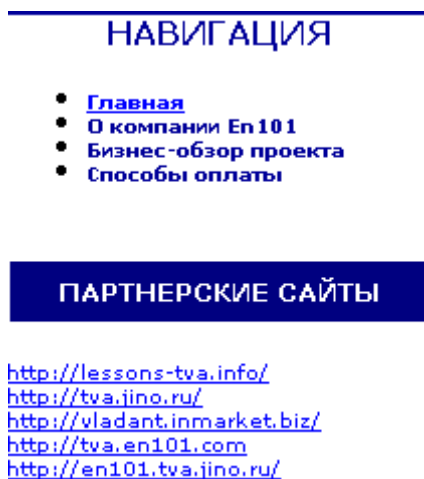 НАВИГАЦИЯ
Главная
О компании En101
Бизнес-обзор проекта
Способы оплаты
ПАРТНЕРСКИЕ САЙТЫ
http://lessons-tva.info/
http://tva.jino.ru/
http://vladant.inmarket.biz/
http://tva.en101.com
http://en101.tva.jino.ru/